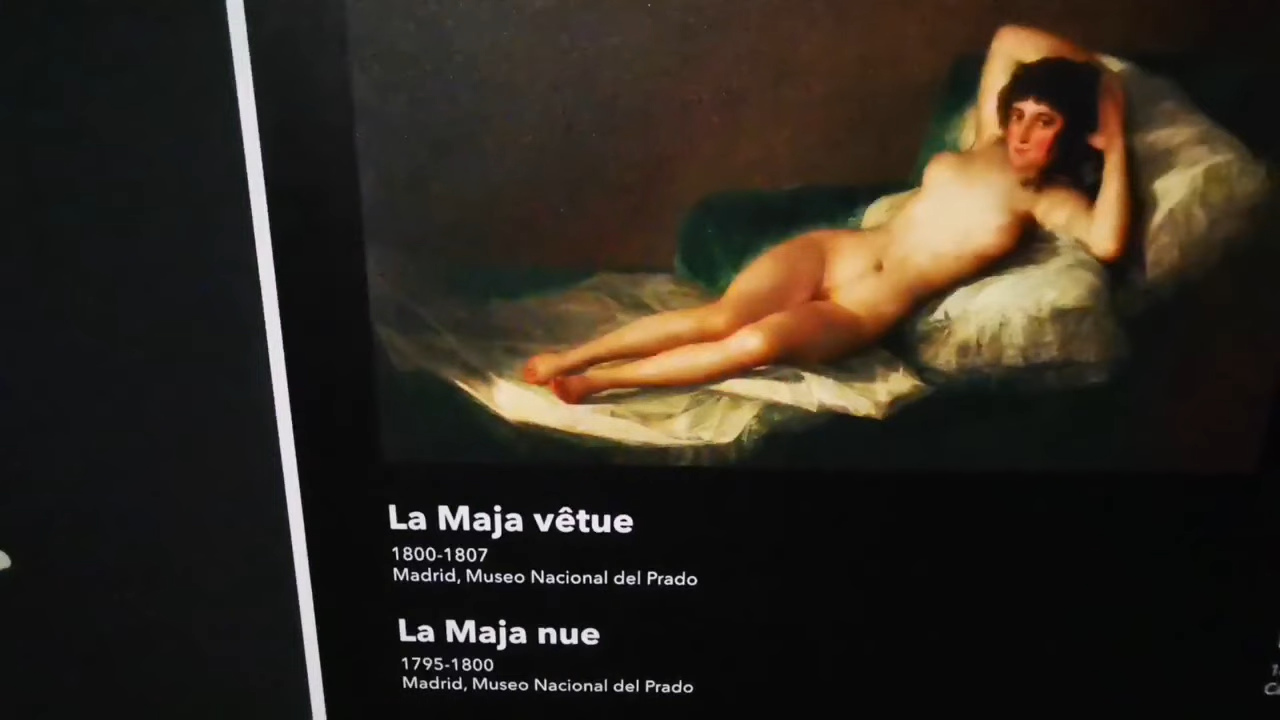 La Maja vêtue
1800-1807
Madrid, Museo Nacional del Prado
La Maja nue
1795-1800
Madrid, Museo Nacional del Prado